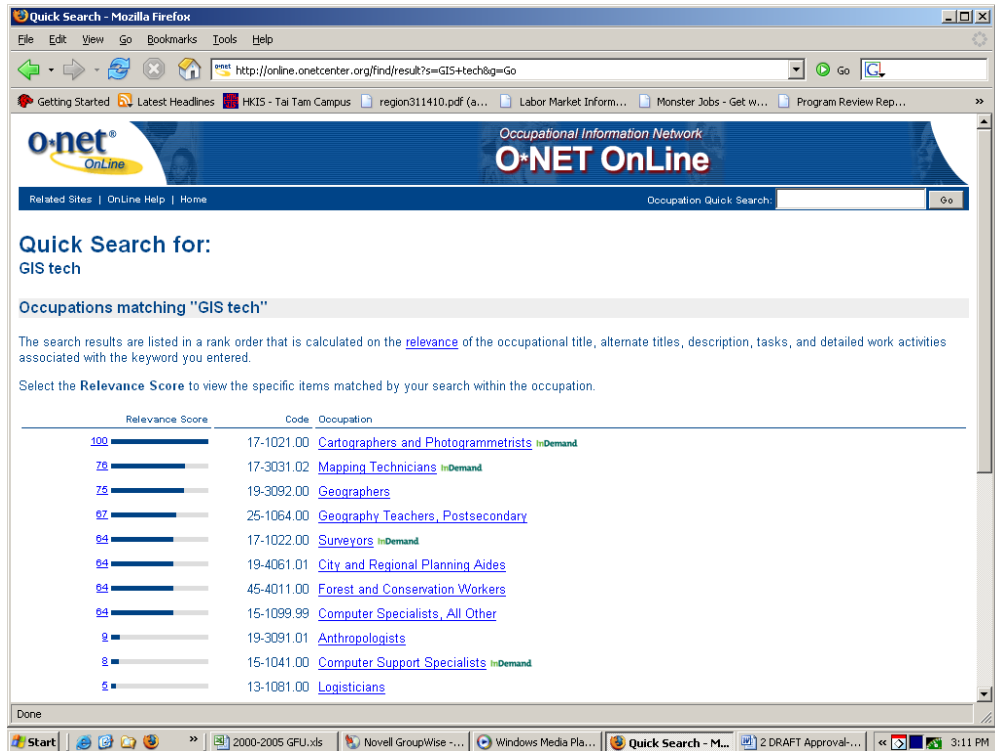 Quick Search - Mozilla Firefox
File Edit View Go Bookmarks Tools Help
http://online.onetcenter.org/find/result?s=GIS+tech&g=Go Go G
Getting Started Latest Headlines HKIS - Tai Tam Campus region311410.pdf (a... Labor Market Inform... Monster Jobs - Get w... Program Review Rep... »
o*net® OnLine
Occupational Information Network
O*NET OnLine
Related Sites | OnLine Help | Home Occupation Quick Search: Go
Quick Search for:
GIS tech
Occupations matching "GIS tech"
The search results are listed in a rank order that is calculated on the relevance of the occupational title, alternate titles, description, tasks, and detailed work activities
associated with the keyword you entered.
Select the Relevance Score to view the specific items matched by your search within the occupation.
Relevance Score Code Occupation
100 17-1021.00 Cartographers and Photogrammetrists InDemand
76 17-3031.02 Mapping Technicians InDemand
75 19-3092.00 Geographers
67 25-1064.00 Geography Teachers, Postsecondary
64 17-1022.00 Surveyors InDemand
64 19-4061.01 City and Regional Planning Aides
64 45-4011.00 Forest and Conservation Workers
64 15-1099.99 Computer Specialists, All Other
9 19-3091.01 Anthropologists
8 15-1041.00 Computer Support Specialists InDemand
5 13-1081.00 Logisticians
Done
Start » 2000-2005 GFU.xls Novell GroupWise -... Windows Media Pla... Quick Search - M... 2 DRAFT Approval-... « 3:11 PM